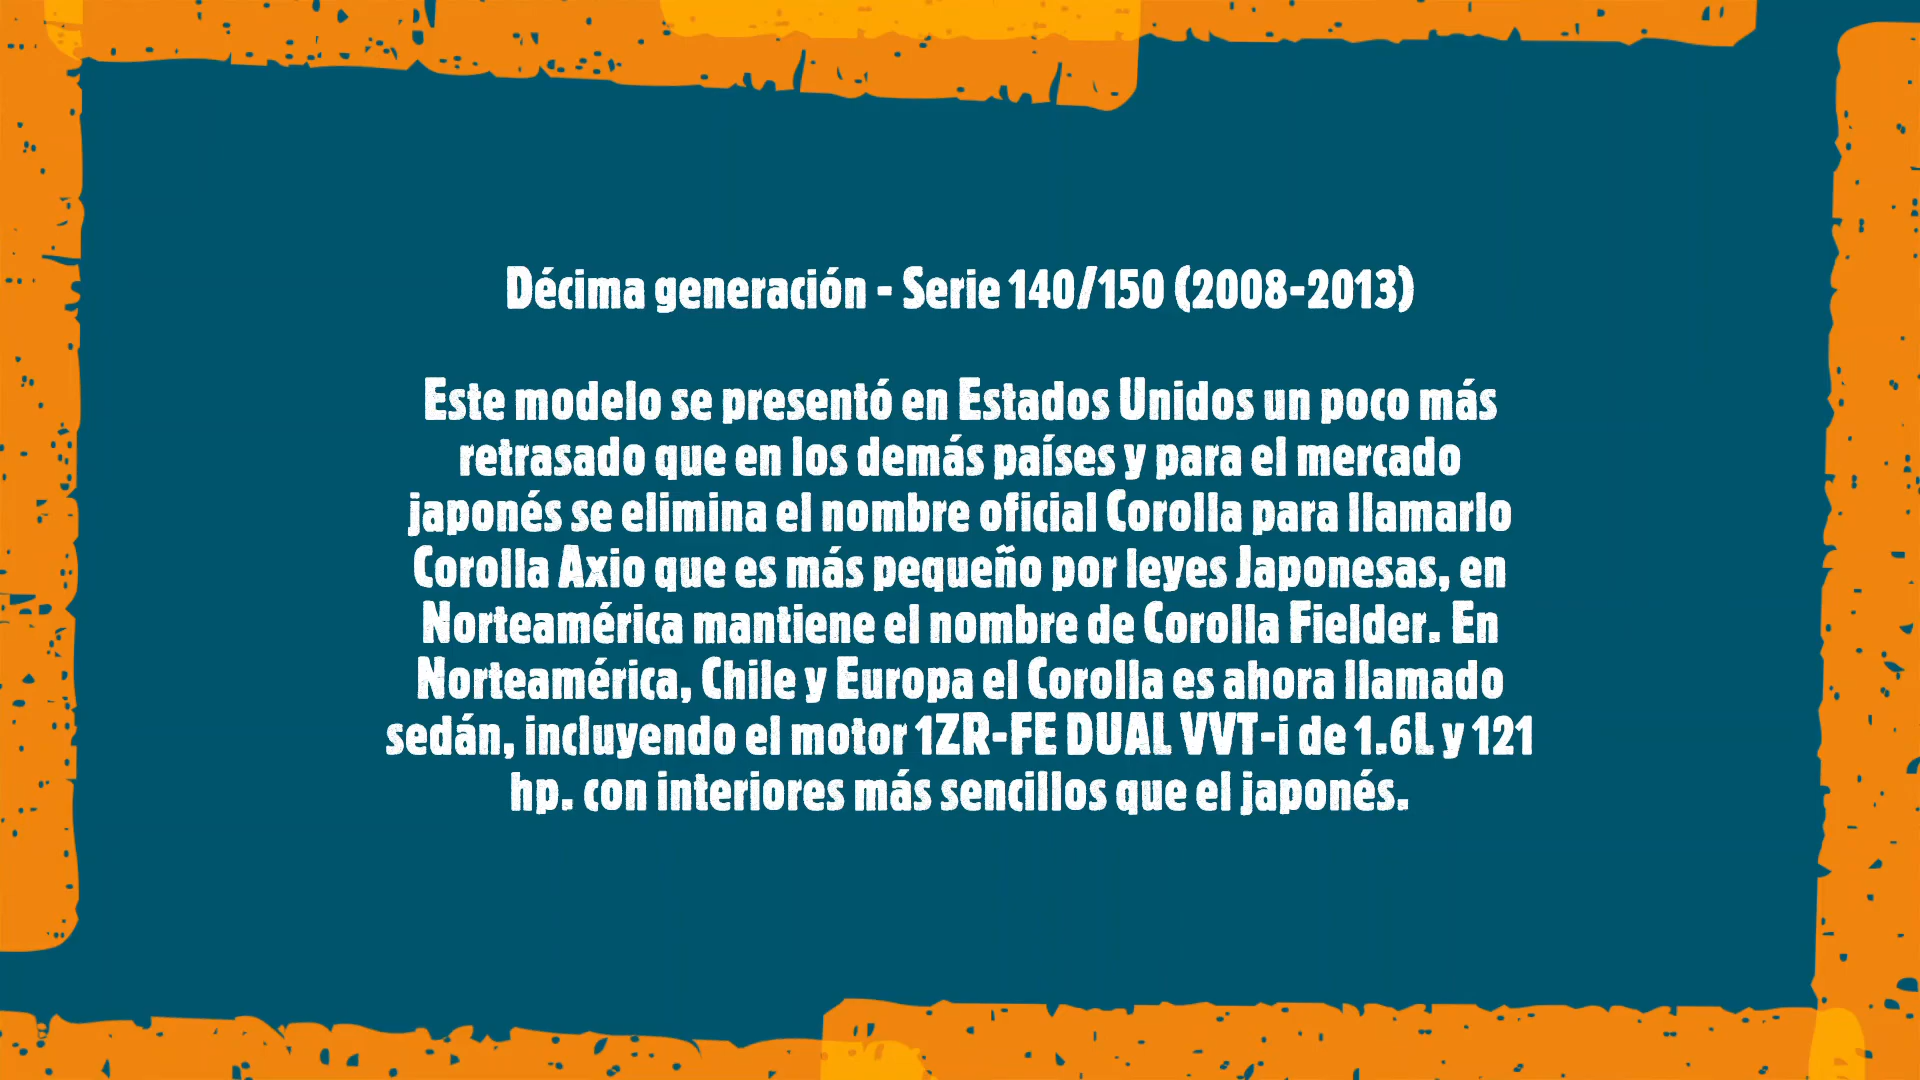 Décima generación - Serie 140/150 (2008-2013)
Este modelo se presentó en Estados Unidos un poco más
retrasado que en los demás países y para el mercado
japonés se elimina el nombre oficial Corolla para llamarlo
Corolla Axio que es más pequeño por leyes Japonesas, en
Norteamérica mantiene el nombre de Corolla Fielder. En
Norteamérica, Chile y Europa el Corolla es ahora llamado
sedán, incluyendo el motor 1ZR-FE DUAL VVT-i de 1.6L y 121
hp. con interiores más sencillos que el japonés.